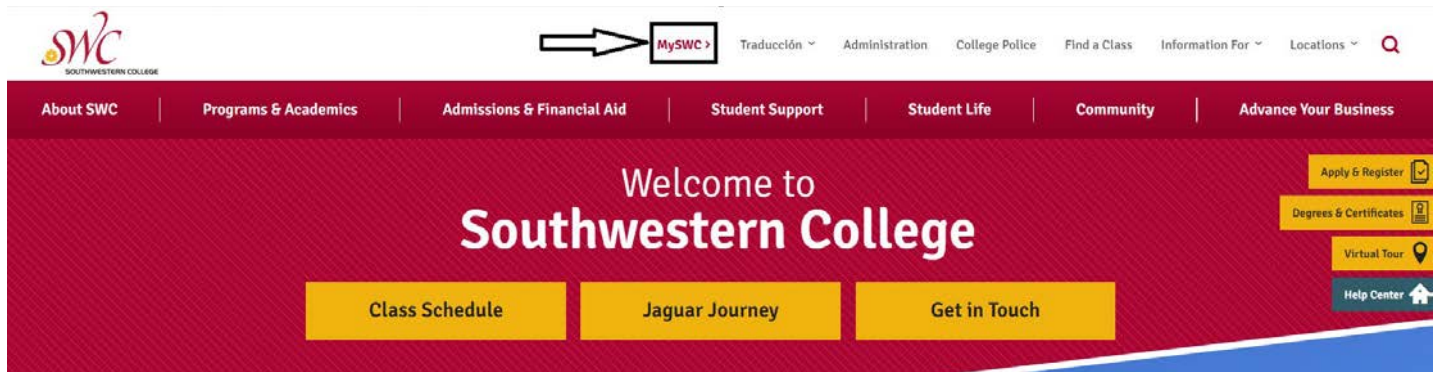 SWC
SOUTHWESTERN COLLEGE
MySWC > Traducción Administration College Police Find a Class Information For Locations
About SWC Programs & Academics Admissions & Financial Aid Student Support Student Life Community Advance Your Business
Welcome to
Southwestern College
Class Schedule Jaguar Journey Get in Touch
Apply & Register
Degrees & Certificates
Virtual Tour
Help Center